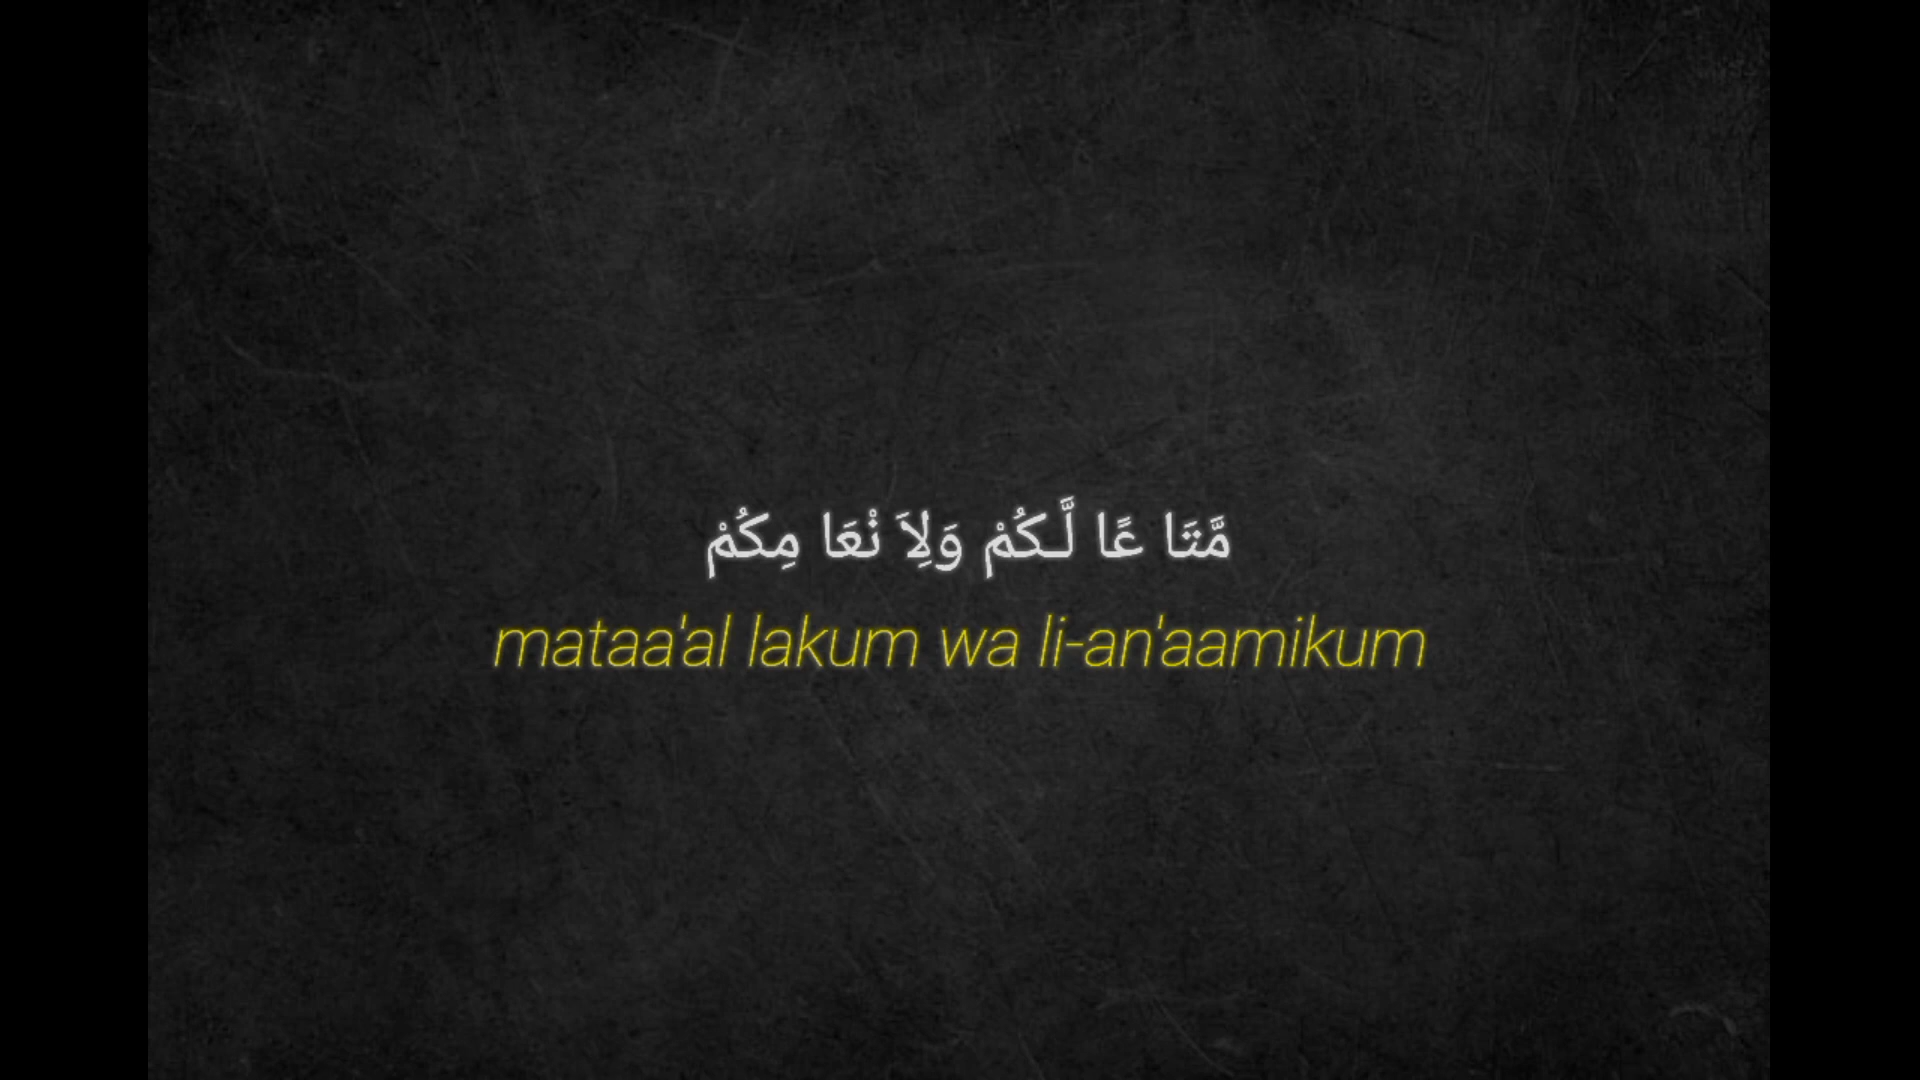 مَّتَا عًا لَّـكُمْ وَلِاَ نْعَا مِكُمْ
mataa'al lakum wa li-an'aamikum